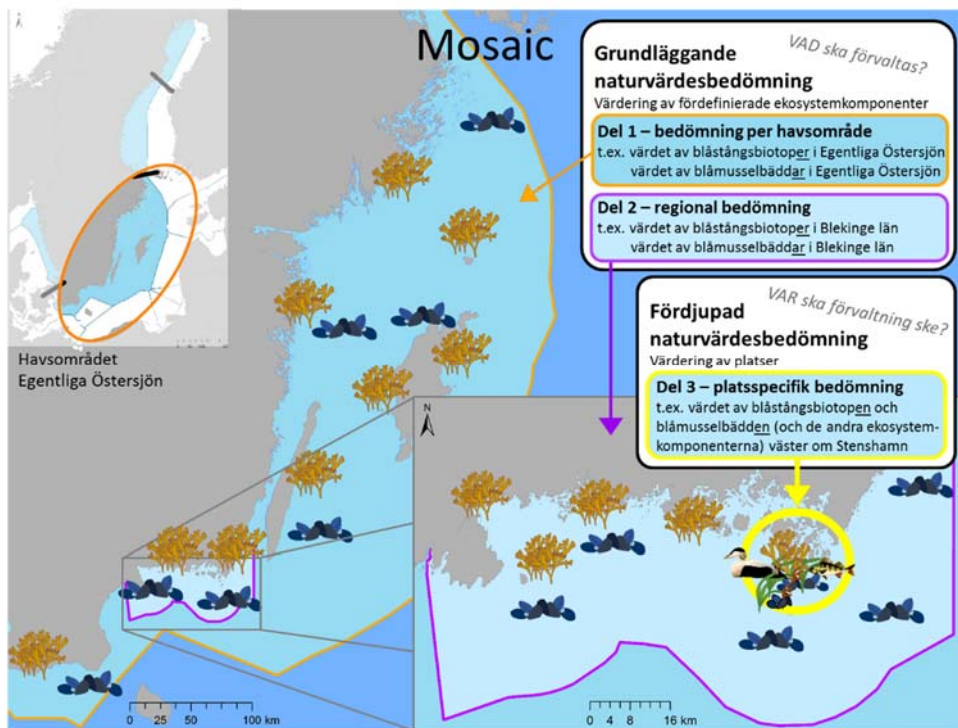 Mosaic
Grundläggande
naturvärdesbedömning
VAD ska förvaltas?
Värdering av fördefinierade ekosystemkomponenter
Del 1 – bedömning per havsområde
t.ex. värdet av blåstångsbiotoper i Egentliga Östersjön
värdet av blåmusselbäddar i Egentliga Östersjön
Del 2 – regional bedömning
t.ex. värdet av blåstångsbiotoper i Blekinge län
värdet av blåmusselbäddar i Blekinge län
Fördjupad
naturvärdesbedömning
VAR ska förvaltning ske?
Värdering av platser
Del 3 – platsspecifik bedömning
t.ex. värdet av blåstångsbiotopen och
blåmusselbädden (och de andra ekosystem-
komponenterna) väster om Stenshamn
Havsområdet
Egentliga Östersjön
N
0 25 50 100 km
0 4 8 16 km